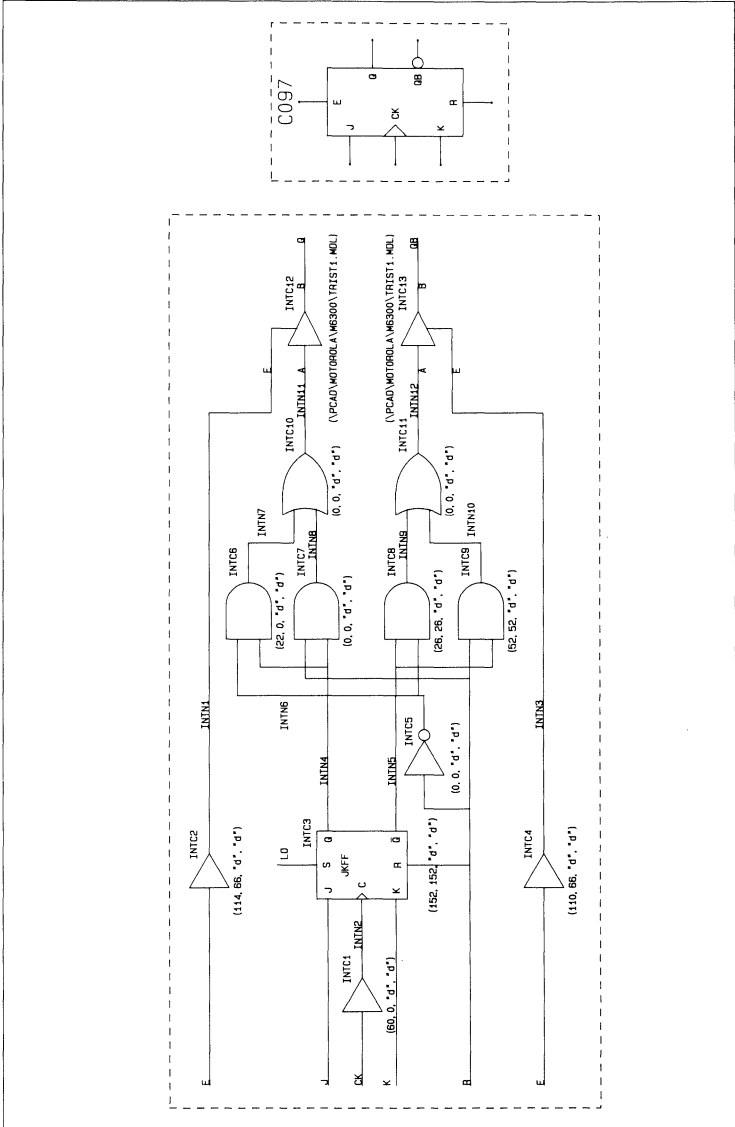 C097
E
J
CK
K
R
Q
QB
E
INTC2
(114, 66, "d", "d")
INTN1
E
INTC12
B
Q
(\PCAD\MOTOROLA\M6300\TRIST1.MDL)
A
INTN11
INTC10
(0, 0, "d", "d")
INTN7
INTN8
INTC6
(22, 0, "d", "d")
INTC7
(0, 0, "d", "d")
INTN6
INTN4
LO
INTC3
S
J
Q
JKFF
C
K
R
Q
(152, 152, "d", "d")
J
CK
INTC1
(60, 0, "d", "d")
INTN2
K
INTN5
INTC5
(0, 0, "d", "d")
INTC8
(26, 26, "d", "d")
INTC9
(52, 52, "d", "d")
INTN9
INTN10
INTC11
(0, 0, "d", "d")
INTN12
A
(\PCAD\MOTOROLA\M6300\TRIST1.MDL)
INTC13
B
QB
E
R
INTN3
INTC4
(110, 66, "d", "d")
E